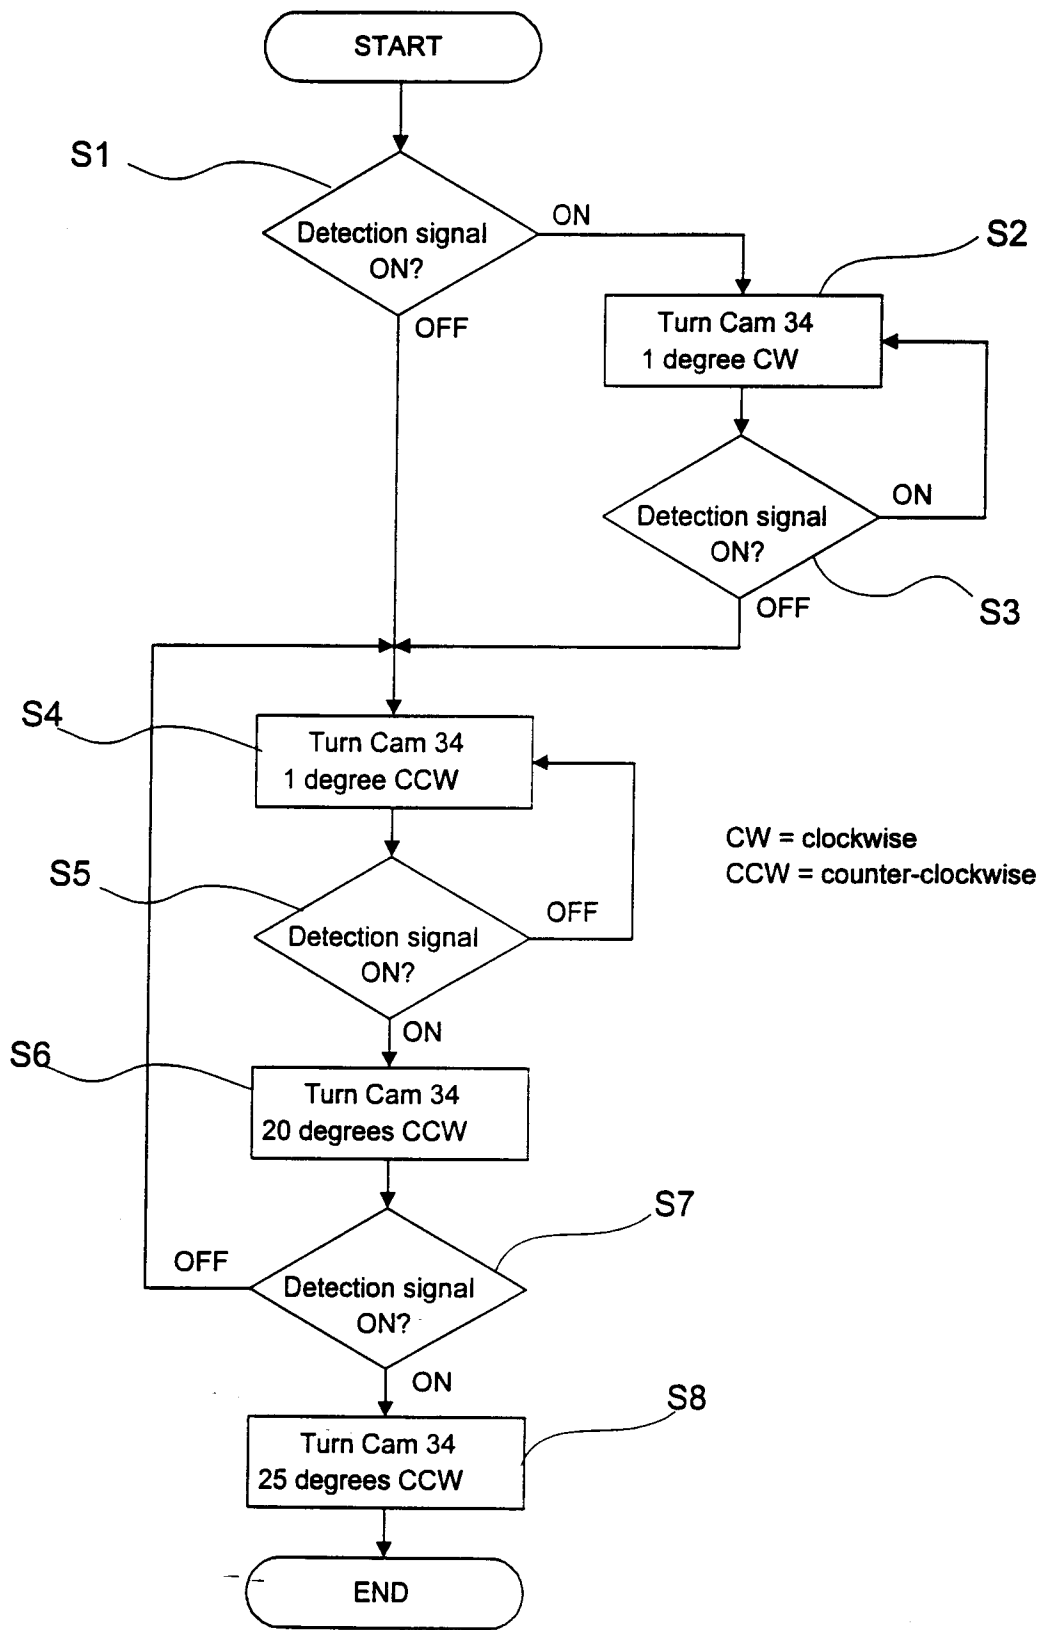 START
S1
Detection signal
ON?
ON
OFF
S2
Turn Cam 34
1 degree CW
Detection signal
ON?
ON
OFF
S3
S4
Turn Cam 34
1 degree CCW
CW = clockwise
CCW = counter-clockwise
S5
Detection signal
ON?
OFF
ON
S6
Turn Cam 34
20 degrees CCW
S7
OFF
Detection signal
ON?
ON
S8
Turn Cam 34
25 degrees CCW
END